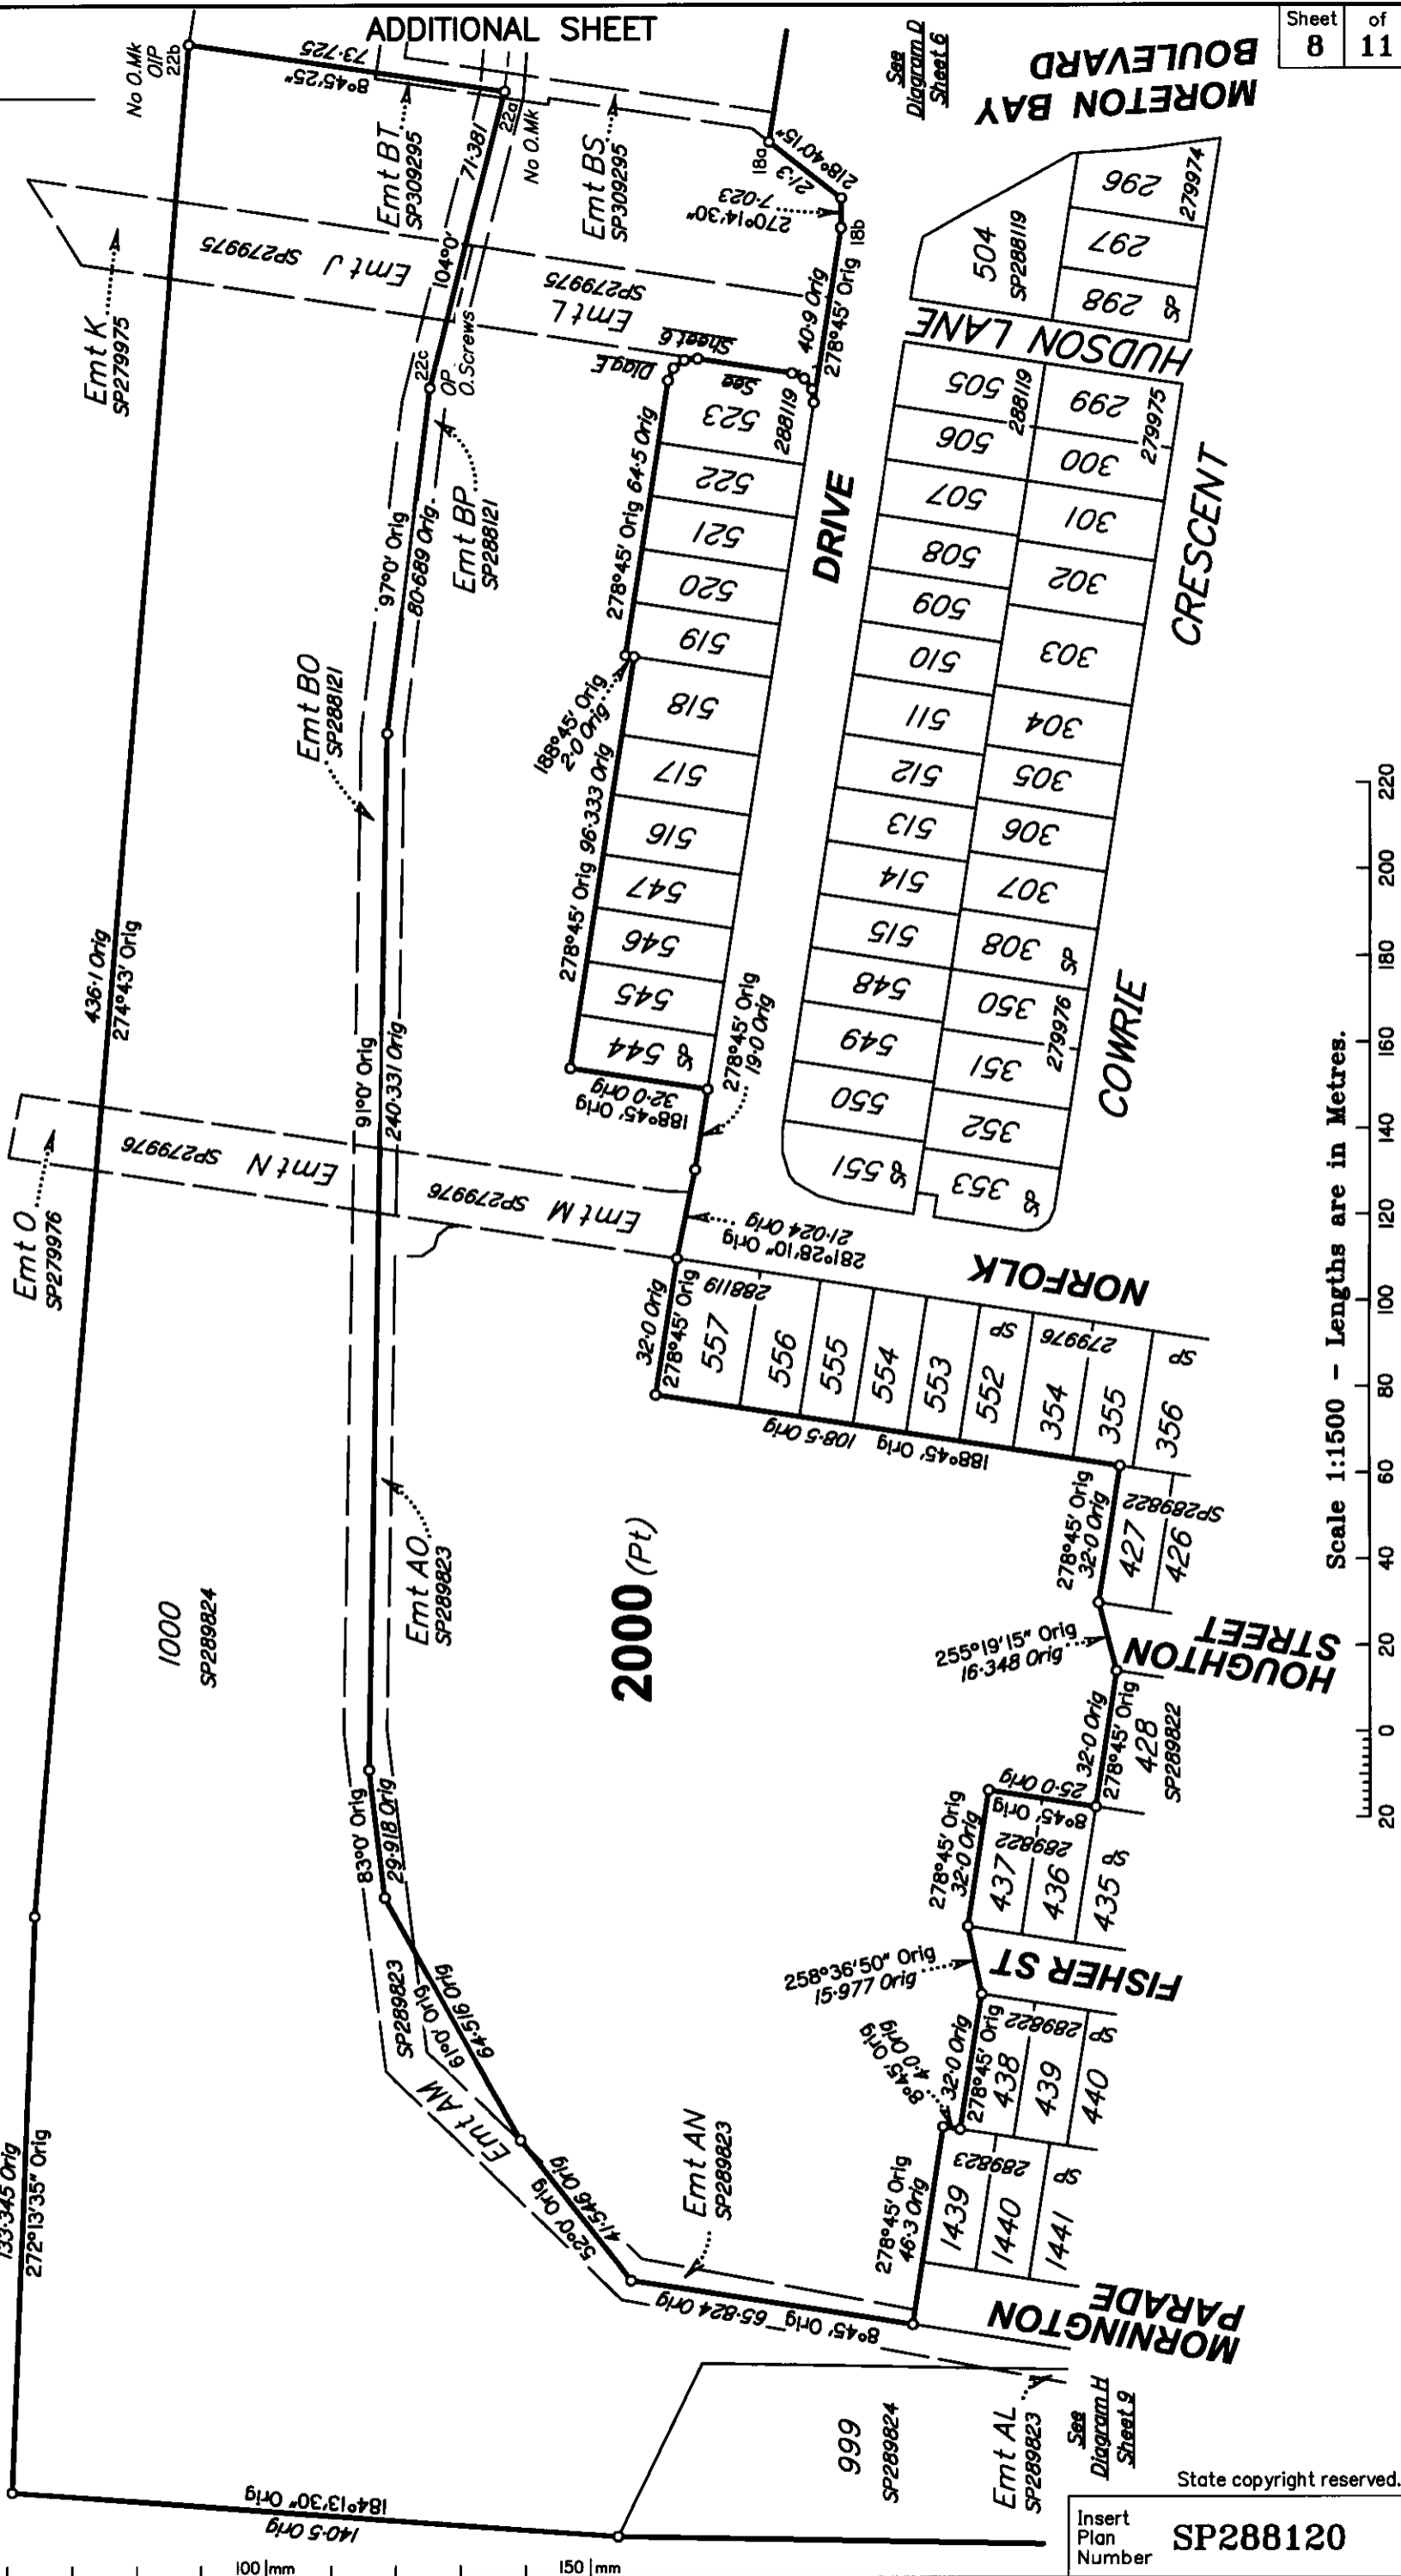 ADDITIONAL SHEET
Sheet
8
of
11
No O.Mk
OIP
22b
73·725
8°45'25"
Emt BT
SP309295
71·381
22a
No O.Mk
Emt BS
SP309295
18a
218°40'15"
21·3
7·023
270°14'30"
18b
See
Diagram D
Sheet 6
MORETON BAY
BOULEVARD
Emt K
SP279975
Emt J SP279975
104°0'
22c
OP
O.Screws
Emt L
SP279975
Diag.E
See
Sheet 6
40·9 Orig
278°45' Orig
504
SP288119
296
297
298
SP
279974
HUDSON LANE
436·1 Orig
274°43' Orig
97°0' Orig
80·689 Orig
Emt BP
SP288121
Emt BO
SP288121
278°45' Orig 64·5 Orig
188°45' Orig
2·0 Orig
278°45' Orig 96·333 Orig
523
288119
522
521
520
519
518
517
516
547
546
545
544
SP
DRIVE
505
288119
506
507
508
509
510
511
512
513
514
515
548
549
550
551
SP
299
279975
300
301
302
303
304
305
306
307
308
SP
350
279976
351
352
353
SP
COWRIE
CRESCENT
188°45' Orig
32·0 Orig
278°45' Orig
19·0 Orig
91°0' Orig
240·331 Orig
Emt O
SP279976
Emt N SP279976
Emt M SP279976
281°28'10" Orig
21·024 Orig
NORFOLK
32·0 Orig
278°45' Orig
288119
557
556
555
554
553
552
SP
354
279976
355
356
SP
188°45' Orig 108·5 Orig
278°45' Orig
32·0 Orig
SP289822
427
426
255°19'15" Orig
16·348 Orig
HOUGHTON
STREET
32·0 Orig
278°45' Orig
428
SP289822
1000
SP289824
Emt AO
SP289823
2000 (Pt)
83°0' Orig
29·918 Orig
8°45' Orig
25·0 Orig
278°45' Orig
32·0 Orig
437
289822
436
435
SP
FISHER ST
258°36'50" Orig
15·977 Orig
8°45' Orig
4·0 Orig
32·0 Orig
278°45' Orig
438
289822
439
440
SP
SP289823
61°0' Orig
64·516 Orig
Emt AM
52°0' Orig
41·546 Orig
Emt AN
SP289823
278°45' Orig
46·3 Orig
1439
289823
1440
1441
SP
8°45' Orig 65·824 Orig
MORNINGTON
PARADE
133·345 Orig
272°13'35" Orig
184°13'30" Orig
140·5 Orig
999
SP289824
Emt AL
SP289823
See
Diagram H
Sheet 9
Scale 1:1500 - Lengths are in Metres.
20 0 20 40 60 80 100 120 140 160 180 200 220
100 mm
150 mm
State copyright reserved.
Insert
Plan
Number
SP288120